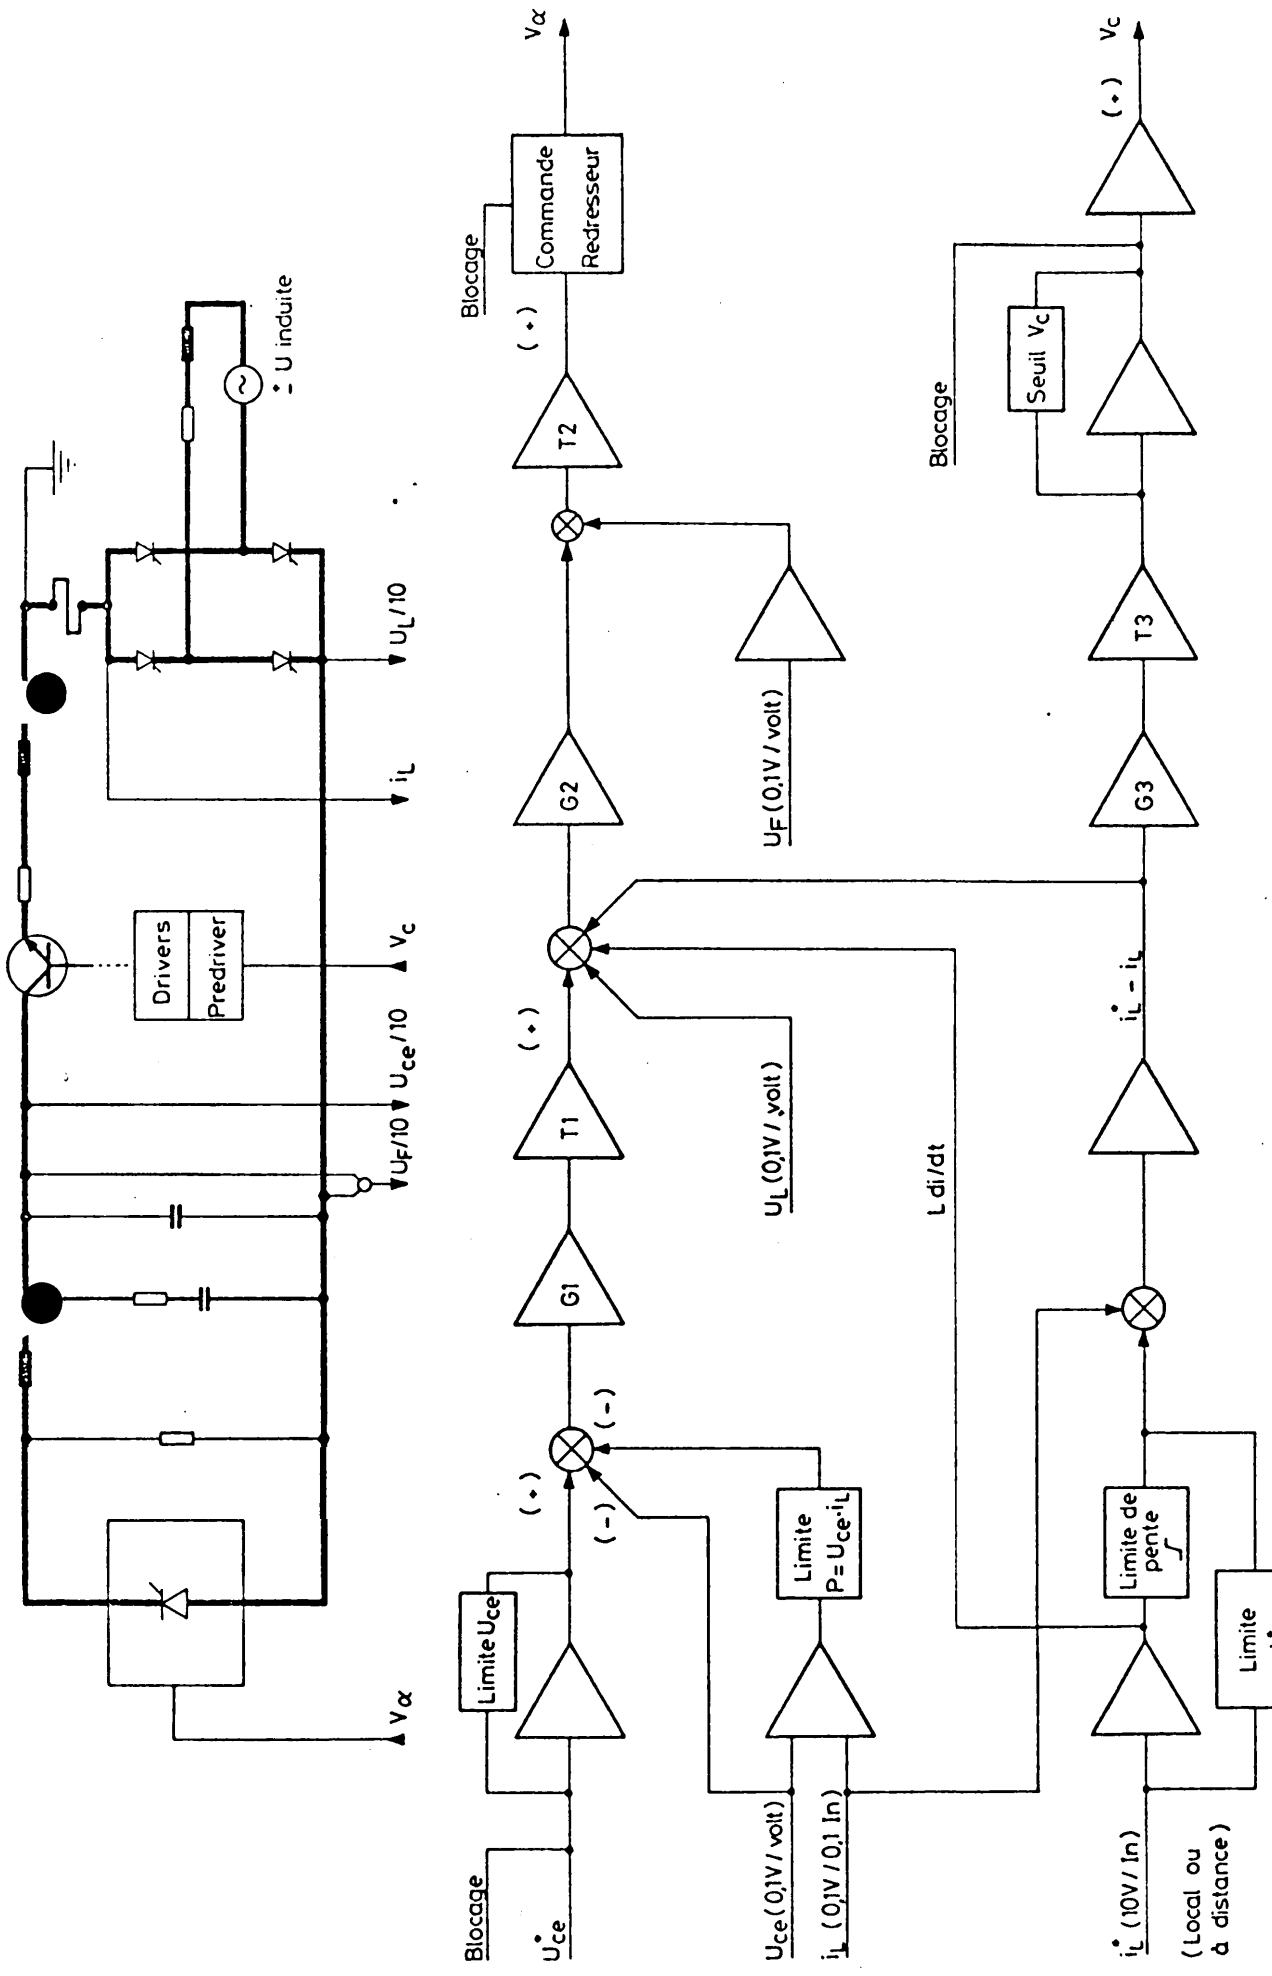 Vα
Drivers
Predriver
± U induite
UF/10
Uce/10
Vc
iL
UL/10
Blocage
U*ce
Limite Uce
(+)
(-)
(-)
G1
T1
(+)
G2
T2
(+)
Blocage
Commande
Redresseur
Vα
Uce (0,1V/volt)
iL (0,1V/0,1 In)
Limite
P=Uce·iL
UL (0,1V/volt)
UF (0,1V/volt)
L di/dt
i*L (10V/In)
(Local ou
à distance)
Limite de
pente
Limite
i*L - iL
G3
T3
Seuil Vc
Blocage
(+)
Vc